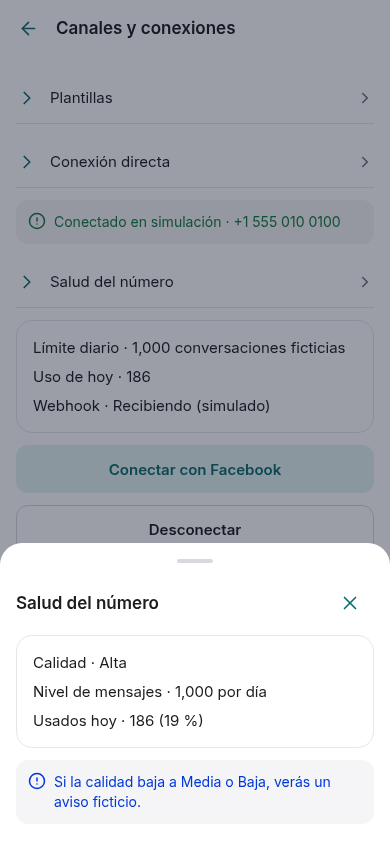 Canales y conexiones
Plantillas
Conexión directa
Conectado en simulación · +1 555 010 0100
Salud del número
Límite diario · 1,000 conversaciones ficticias
Uso de hoy · 186
Webhook · Recibiendo (simulado)
Conectar con Facebook
Desconectar
Salud del número
Calidad · Alta
Nivel de mensajes · 1,000 por día
Usados hoy · 186 (19 %)
Si la calidad baja a Media o Baja, verás un
aviso ficticio.